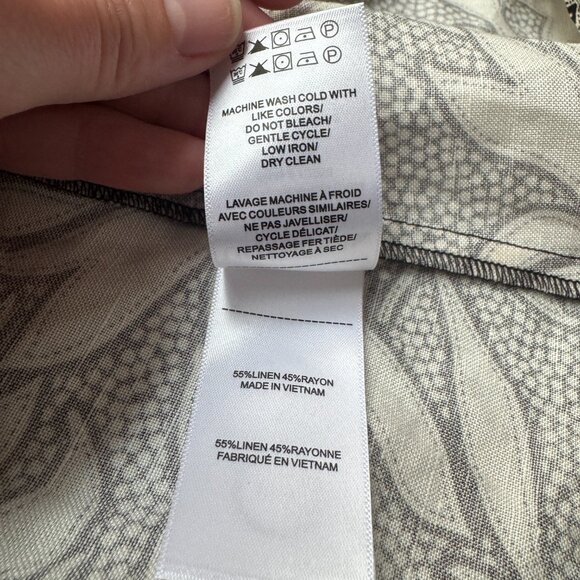 MACHINE WASH COLD WITH
LIKE COLORS/
DO NOT BLEACH/
GENTLE CYCLE/
LOW IRON/
DRY CLEAN
LAVAGE MACHINE À FROID
AVEC COULEURS SIMILAIRES/
NE PAS JAVELLISER/
CYCLE DÉLICAT/
REPASSAGE FER TIÈDE/
NETTOYAGE À SEC
55%LINEN 45%RAYON
MADE IN VIETNAM
55%LINEN 45%RAYONNE
FABRIQUÉ EN VIETNAM